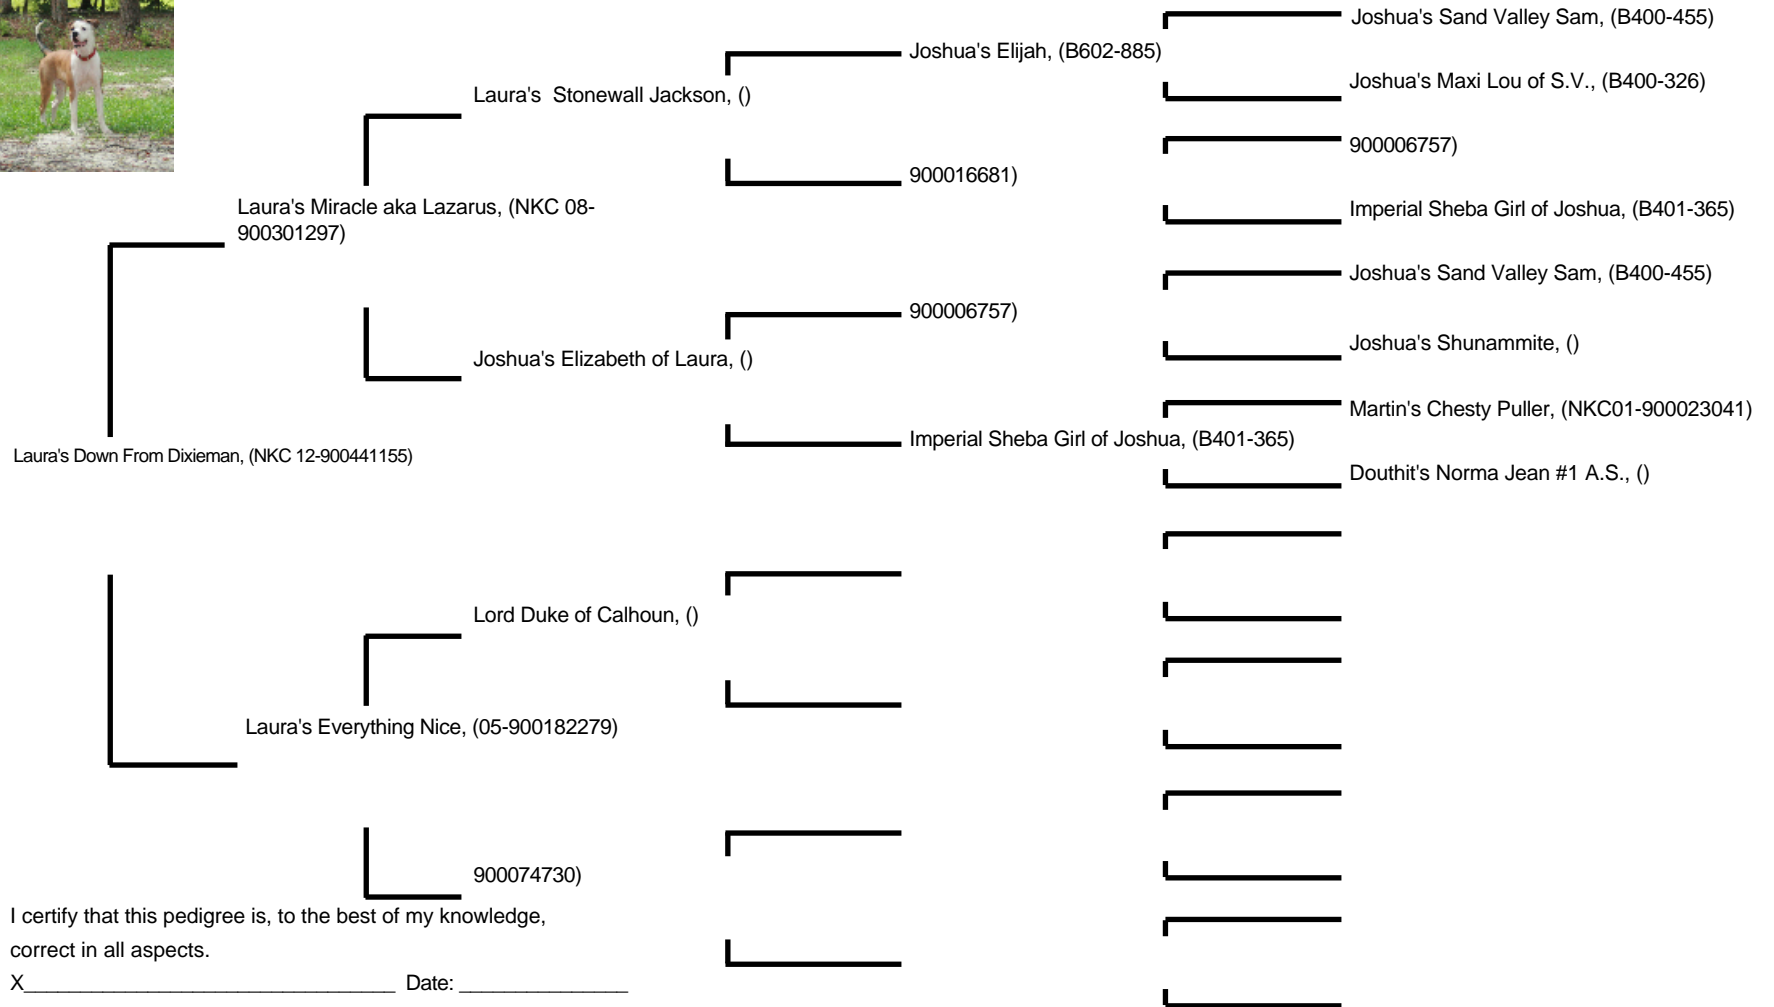 Joshua's Sand Valley Sam, (B400-455)
Joshua's Elijah, (B602-885)
Joshua's Maxi Lou of S.V., (B400-326)
Laura's  Stonewall Jackson, ()
900006757)
900016681)
Laura's Miracle aka Lazarus, (NKC 08-
900301297)
Imperial Sheba Girl of Joshua, (B401-365)
Joshua's Sand Valley Sam, (B400-455)
900006757)
Joshua's Shunammite, ()
Joshua's Elizabeth of Laura, ()
Martin's Chesty Puller, (NKC01-900023041)
Imperial Sheba Girl of Joshua, (B401-365)
Laura's Down From Dixieman, (NKC 12-900441155)
Douthit's Norma Jean #1 A.S., ()
Lord Duke of Calhoun, ()
Laura's Everything Nice, (05-900182279)
900074730)
I certify that this pedigree is, to the best of my knowledge,
correct in all aspects.
X_________________________________ Date: _______________